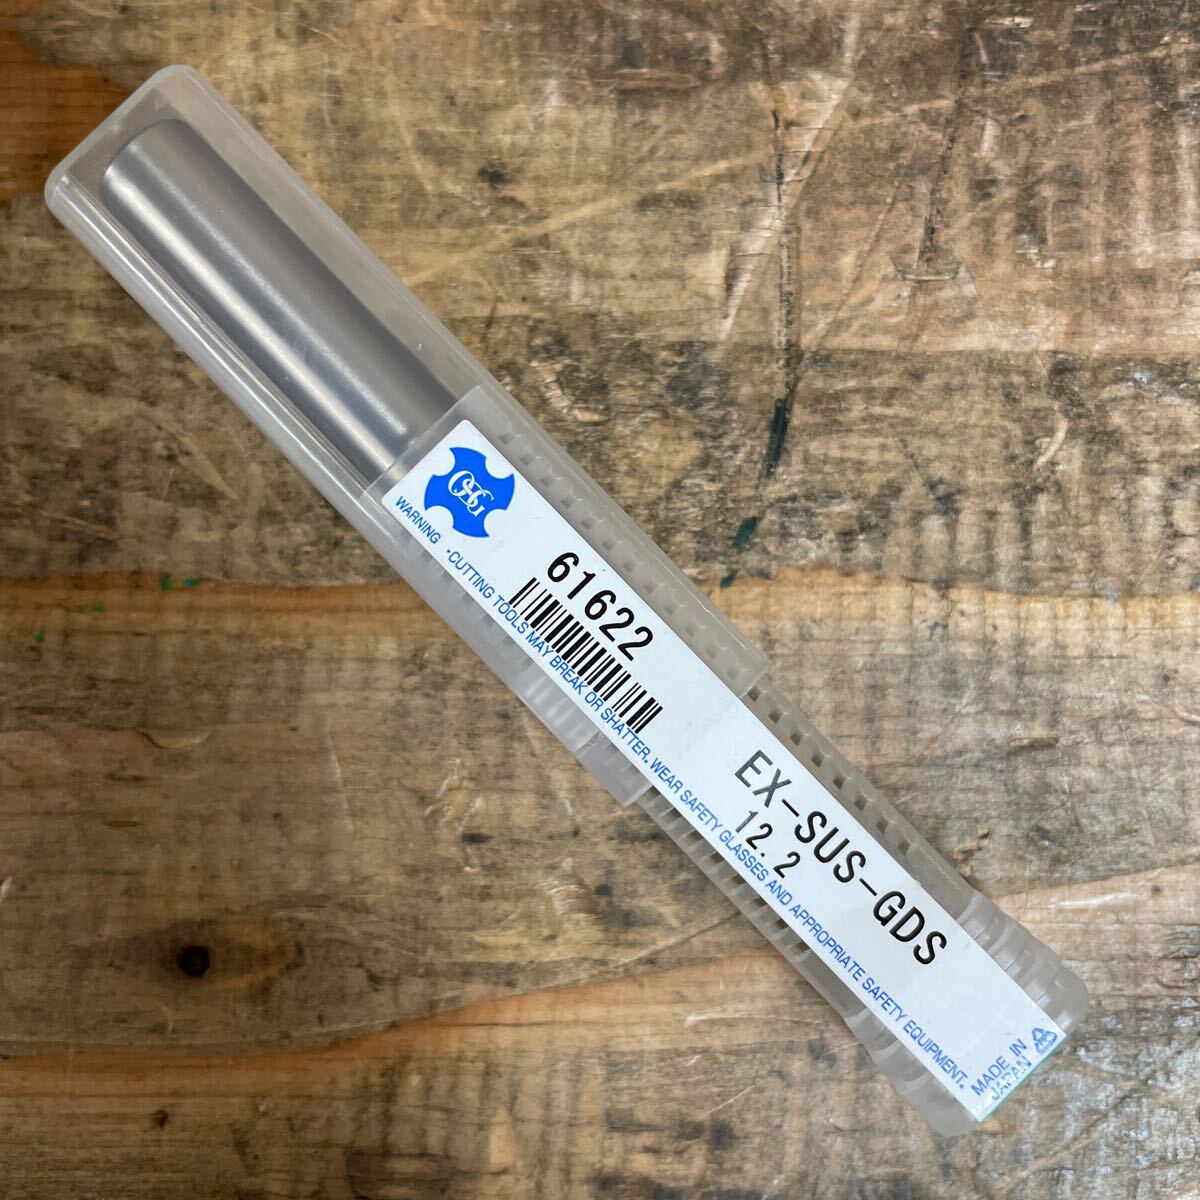 OSG
61622
EX-SUS-GDS
12.2
WARNING ・CUTTING TOOLS MAY BREAK OR SHATTER. WEAR SAFETY GLASSES AND APPROPRIATE SAFETY EQUIPMENT.
MADE IN
JAPAN